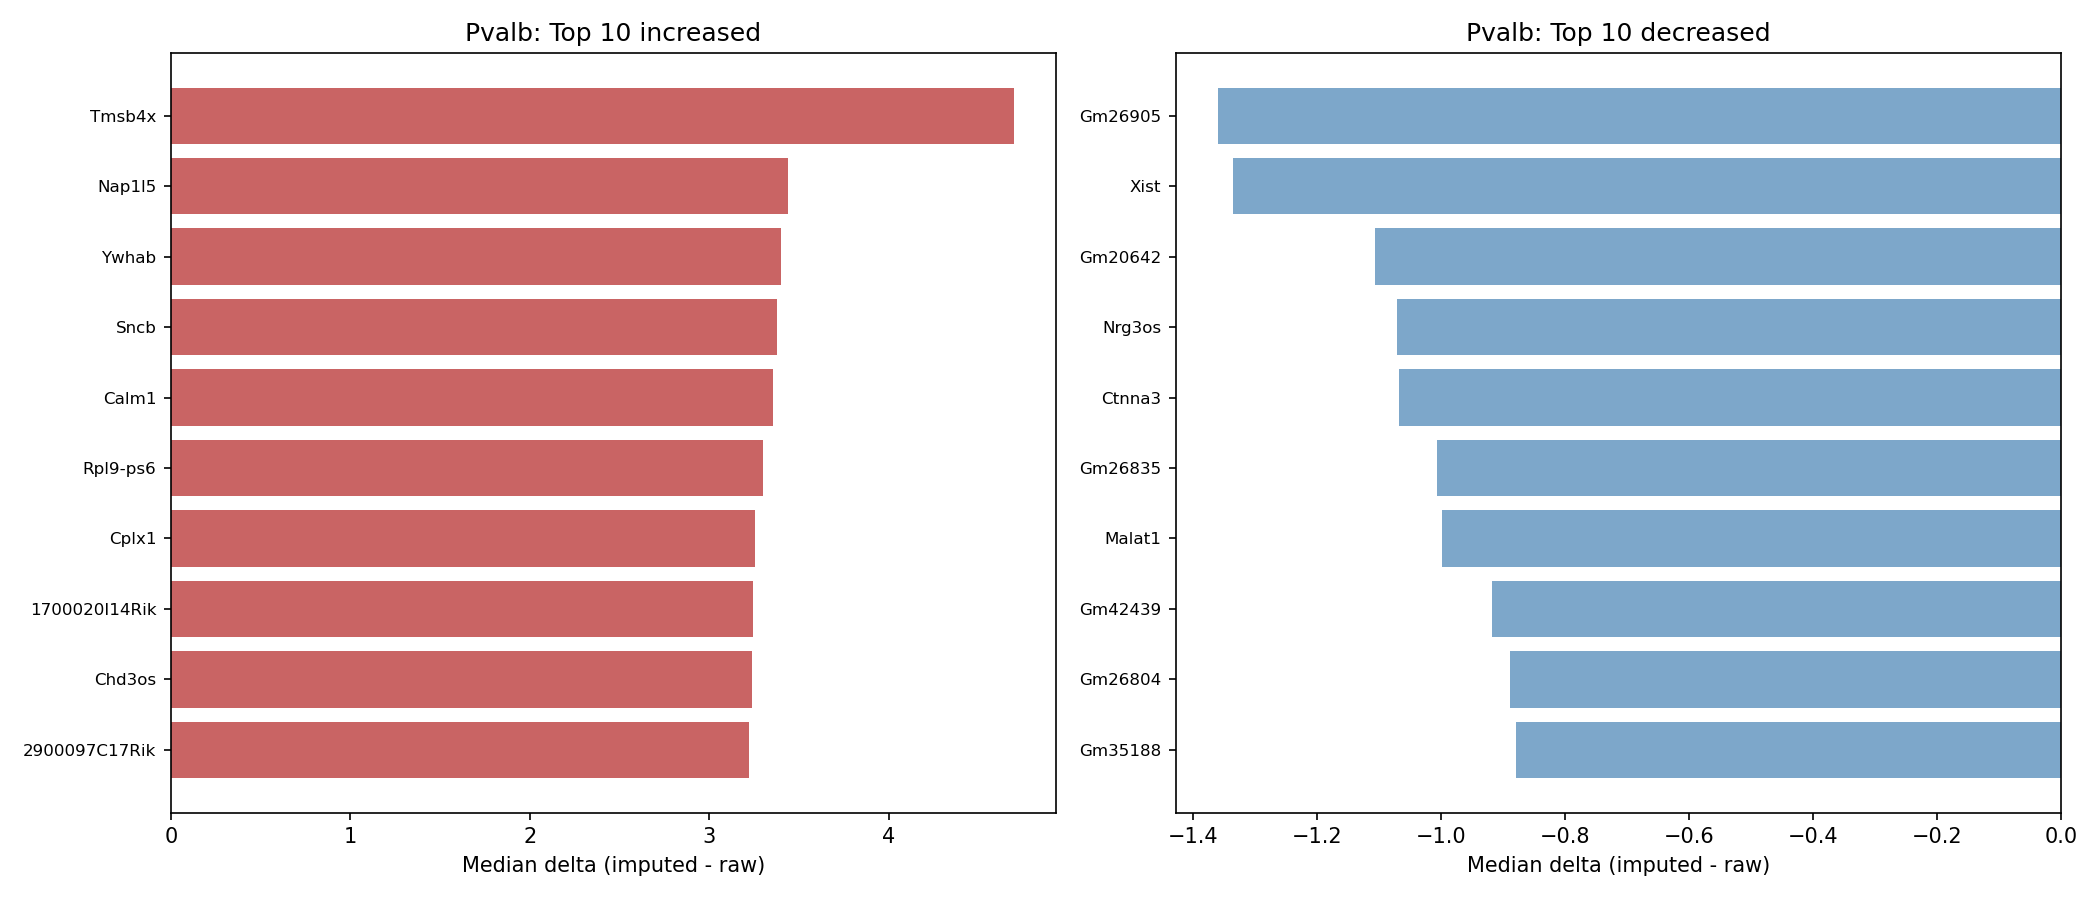 Pvalb: Top 10 increased
Tmsb4x
Nap1l5
Ywhab
Sncb
Calm1
Rpl9-ps6
Cplx1
1700020I14Rik
Chd3os
2900097C17Rik
0 1 2 3 4
Median delta (imputed - raw)
Pvalb: Top 10 decreased
Gm26905
Xist
Gm20642
Nrg3os
Ctnna3
Gm26835
Malat1
Gm42439
Gm26804
Gm35188
−1.4 −1.2 −1.0 −0.8 −0.6 −0.4 −0.2 0.0
Median delta (imputed - raw)